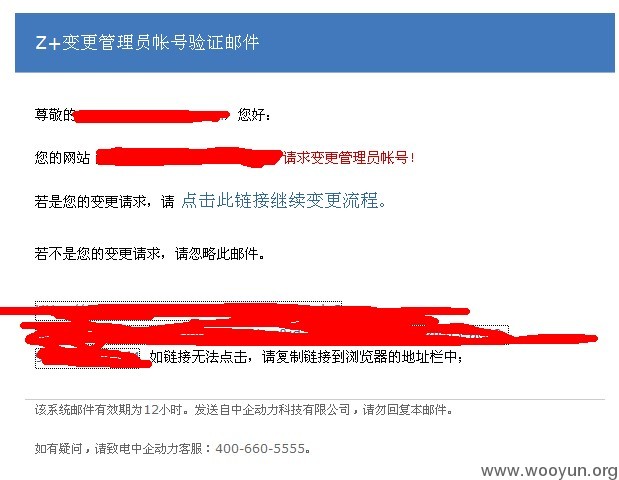 Z+变更管理员帐号验证邮件
尊敬的 您好：
您的网站 请求变更管理员帐号！
若是您的变更请求，请 点击此链接继续变更流程。
若不是您的变更请求，请忽略此邮件。
如链接无法点击，请复制链接到浏览器的地址栏中；
该系统邮件有效期为12小时。发送自中企动力科技有限公司，请勿回复本邮件。
如有疑问，请致电中企动力客服：400-660-5555。
www.wooyun.org